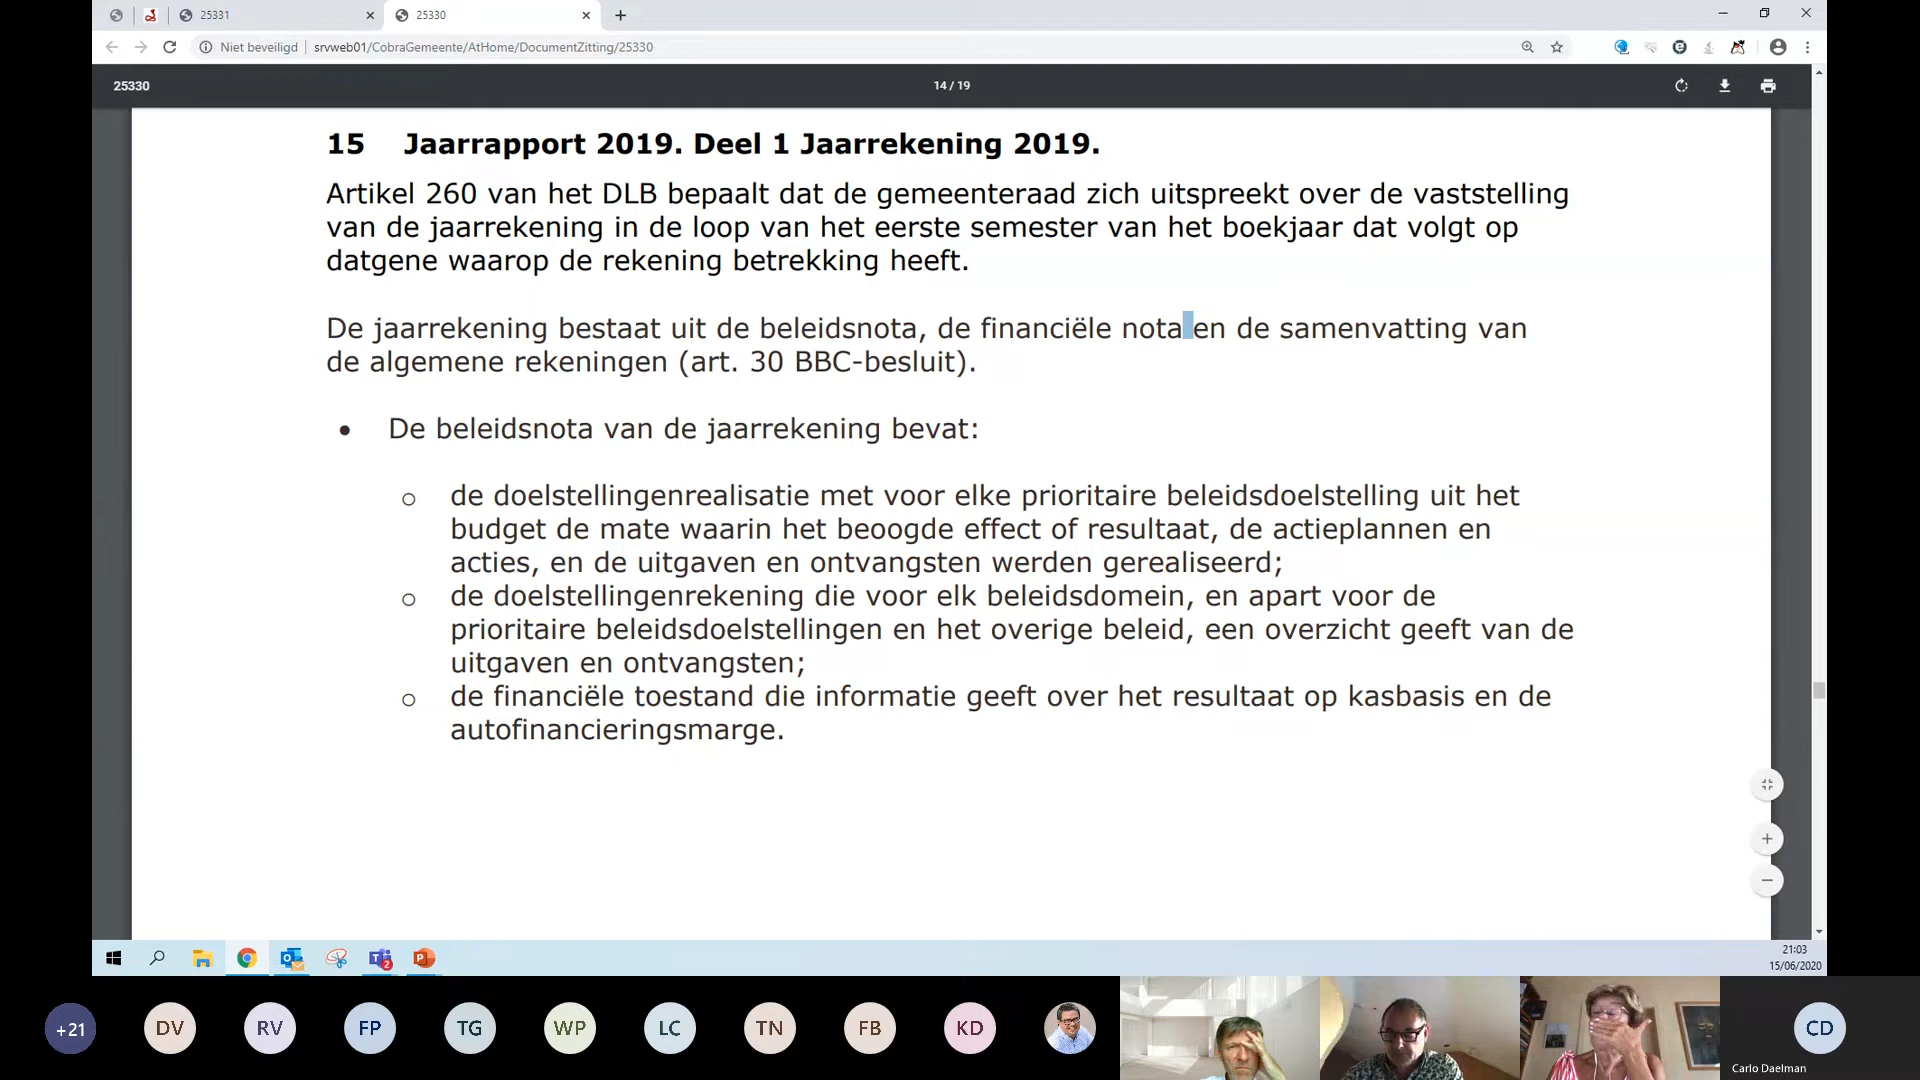 25331
25330
Niet beveiligd
srvweb01/CobraGemeente/AtHome/DocumentZitting/25330
25330
14 / 19
15 Jaarrapport 2019. Deel 1 Jaarrekening 2019.
Artikel 260 van het DLB bepaalt dat de gemeenteraad zich uitspreekt over de vaststelling
van de jaarrekening in de loop van het eerste semester van het boekjaar dat volgt op
datgene waarop de rekening betrekking heeft.
De jaarrekening bestaat uit de beleidsnota, de financiële nota en de samenvatting van
de algemene rekeningen (art. 30 BBC-besluit).
• De beleidsnota van de jaarrekening bevat:
o de doelstellingenrealisatie met voor elke prioritaire beleidsdoelstelling uit het
budget de mate waarin het beoogde effect of resultaat, de actieplannen en
acties, en de uitgaven en ontvangsten werden gerealiseerd;
o de doelstellingenrekening die voor elk beleidsdomein, en apart voor de
prioritaire beleidsdoelstellingen en het overige beleid, een overzicht geeft van de
uitgaven en ontvangsten;
o de financiële toestand die informatie geeft over het resultaat op kasbasis en de
autofinancieringsmarge.
21:03
15/06/2020
+21 DV RV FP TG WP LC TN FB KD CD
Carlo Daelman